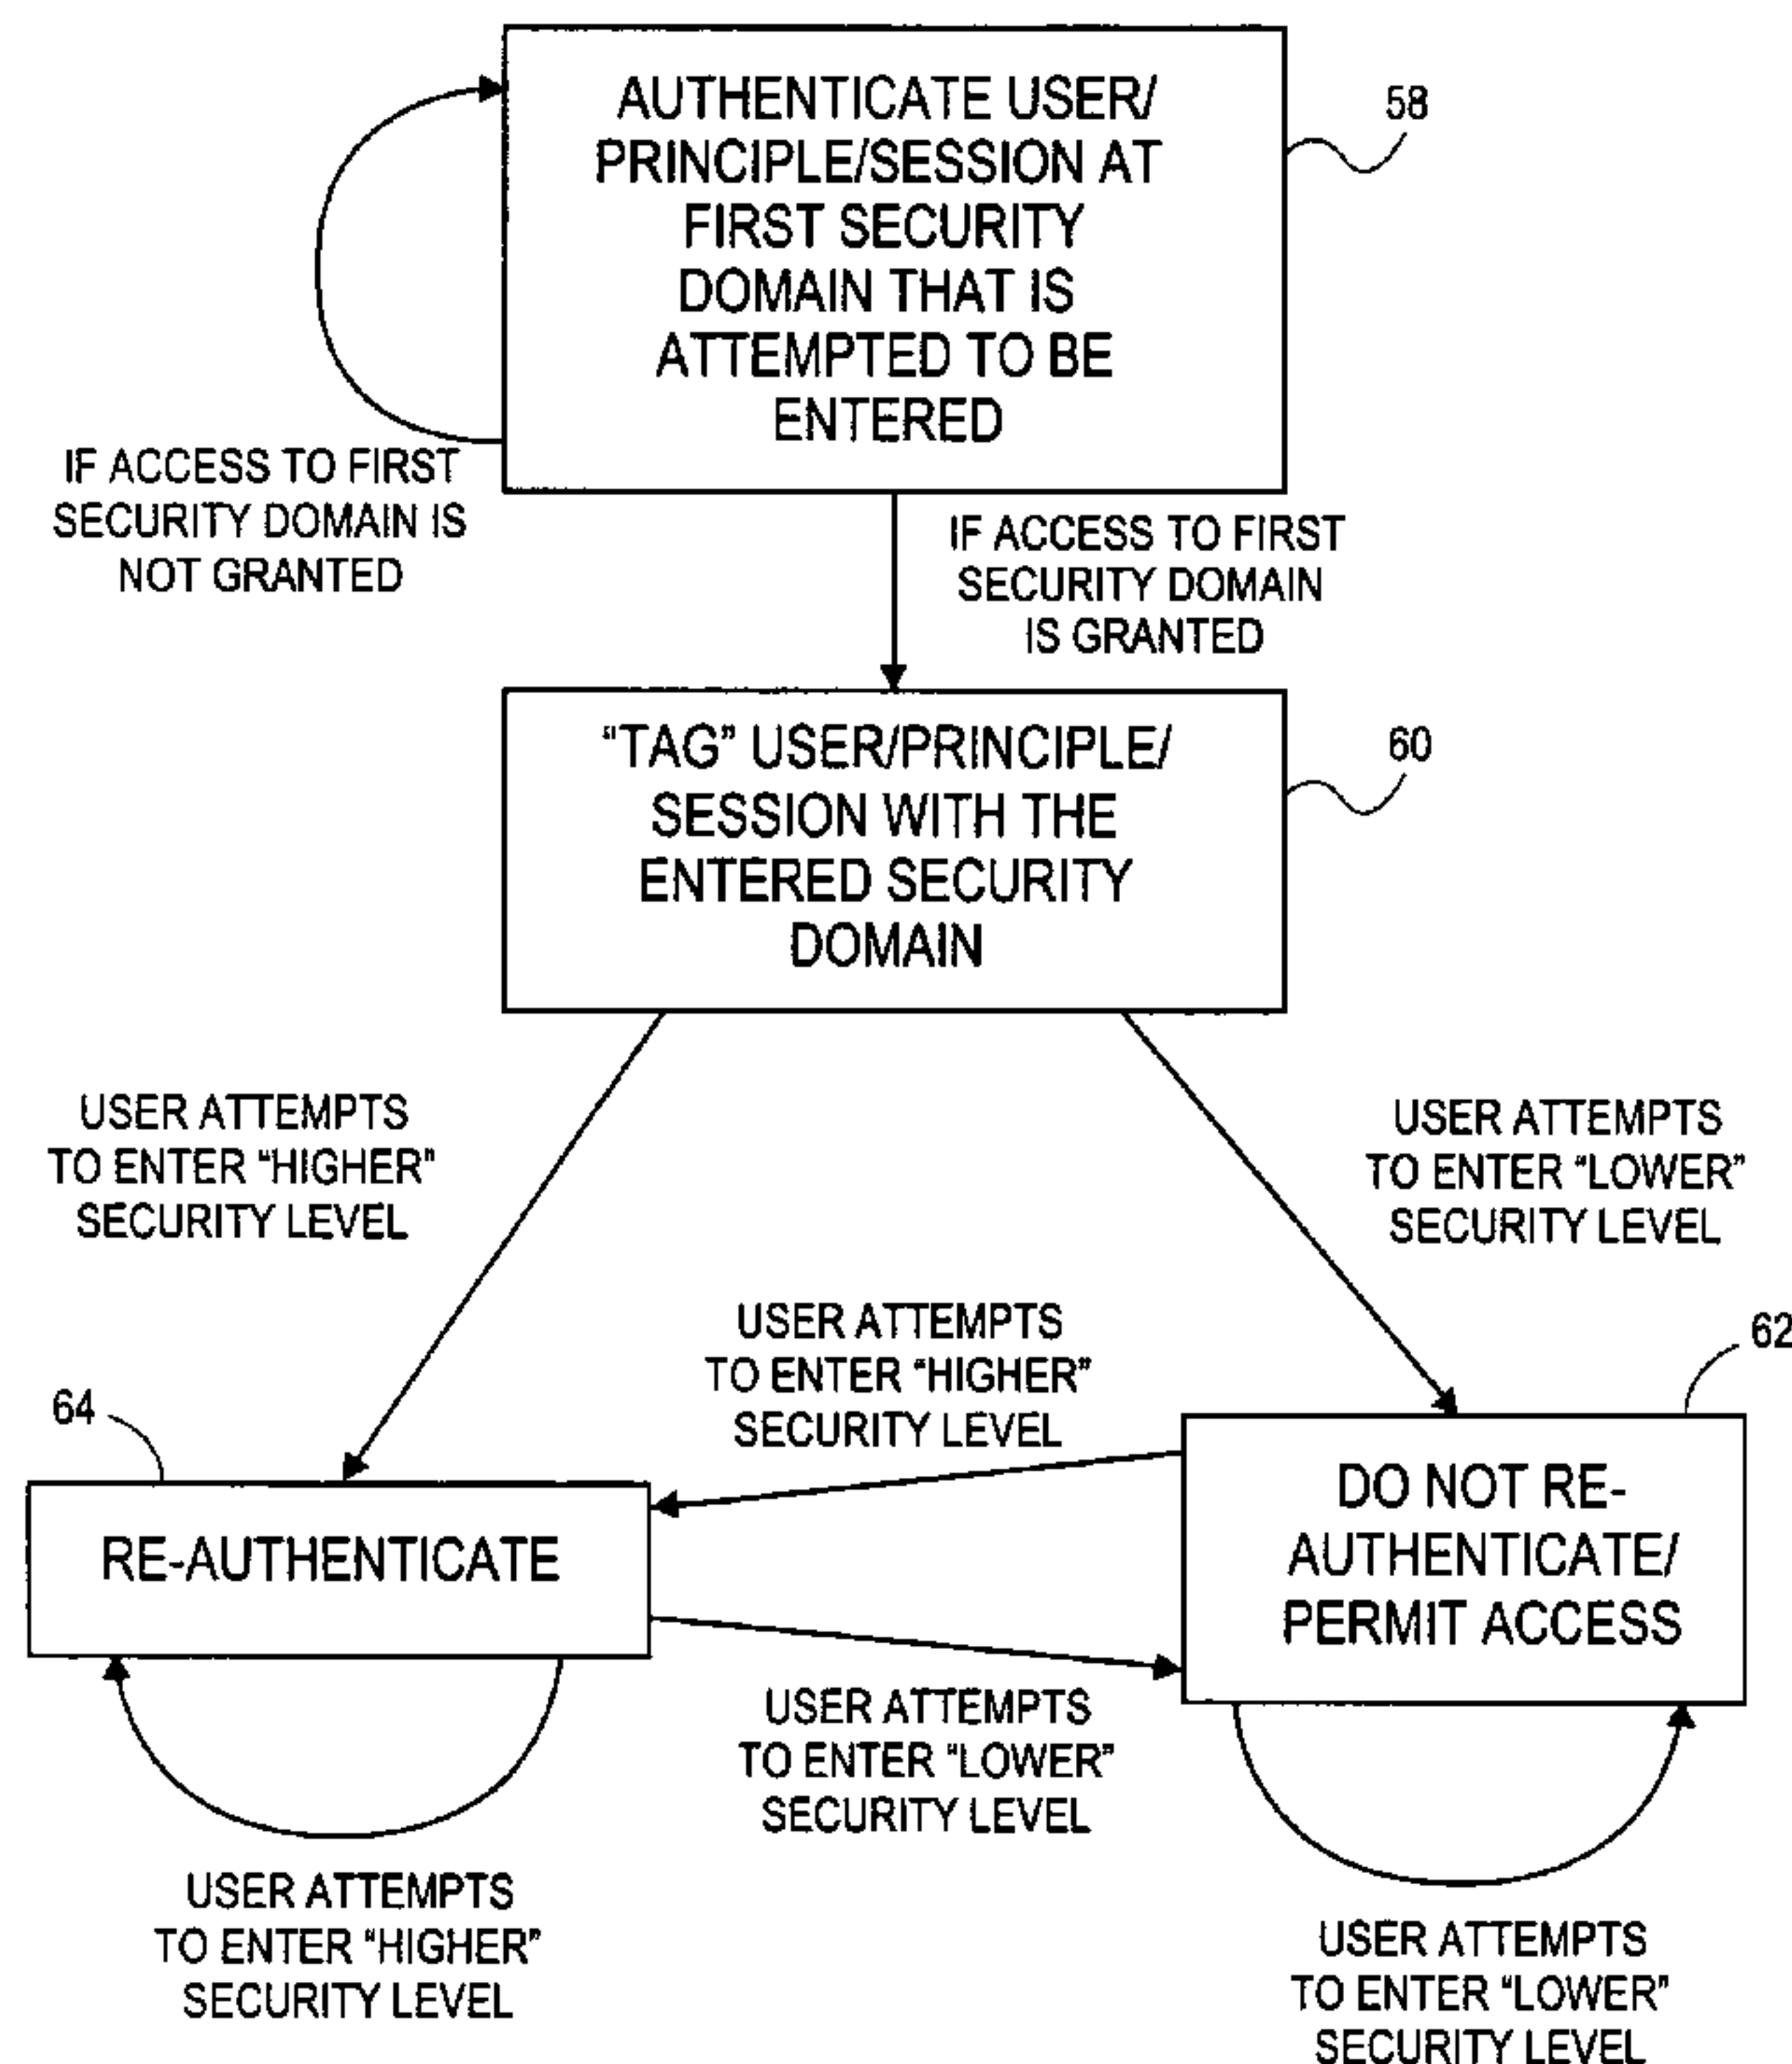 AUTHENTICATE USER/
PRINCIPLE/SESSION AT
FIRST SECURITY
DOMAIN THAT IS
ATTEMPTED TO BE
ENTERED
58
IF ACCESS TO FIRST
SECURITY DOMAIN IS
NOT GRANTED
IF ACCESS TO FIRST
SECURITY DOMAIN
IS GRANTED
“TAG” USER/PRINCIPLE/
SESSION WITH THE
ENTERED SECURITY
DOMAIN
60
USER ATTEMPTS
TO ENTER “HIGHER”
SECURITY LEVEL
USER ATTEMPTS
TO ENTER “LOWER”
SECURITY LEVEL
USER ATTEMPTS
TO ENTER “HIGHER”
SECURITY LEVEL
62
64
RE-AUTHENTICATE
DO NOT RE-
AUTHENTICATE/
PERMIT ACCESS
USER ATTEMPTS
TO ENTER “LOWER”
SECURITY LEVEL
USER ATTEMPTS
TO ENTER “HIGHER”
SECURITY LEVEL
USER ATTEMPTS
TO ENTER “LOWER”
SECURITY LEVEL